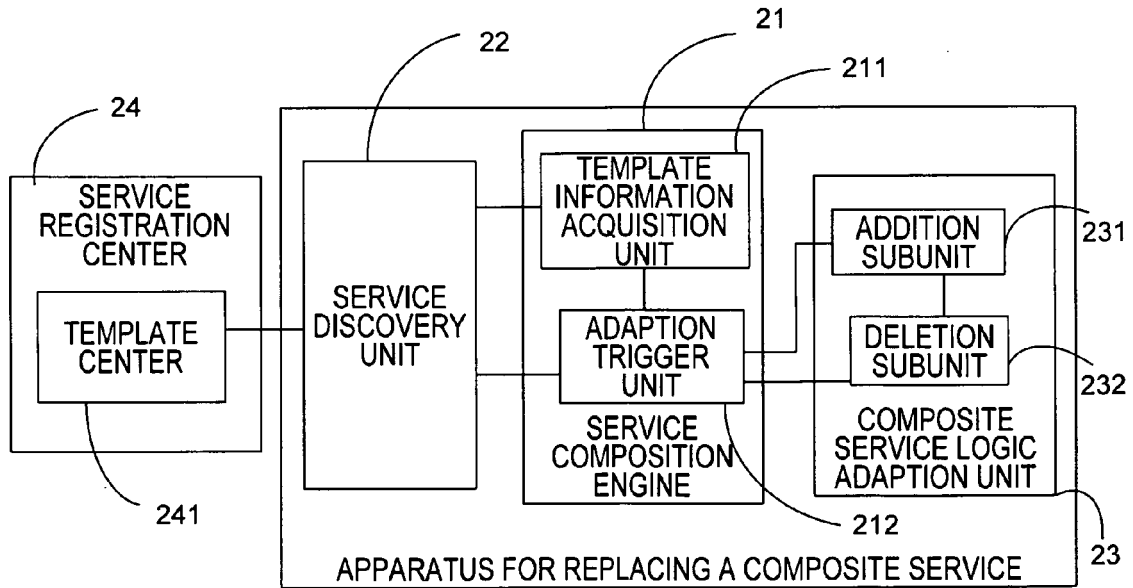 21
22
211
24
SERVICE
REGISTRATION
CENTER
TEMPLATE
CENTER
241
SERVICE
DISCOVERY
UNIT
TEMPLATE
INFORMATION
ACQUISITION
UNIT
ADAPTION
TRIGGER
UNIT
SERVICE
COMPOSITION
ENGINE
212
ADDITION
SUBUNIT
231
DELETION
SUBUNIT
232
COMPOSITE
SERVICE LOGIC
ADAPTION UNIT
23
APPARATUS FOR REPLACING A COMPOSITE SERVICE